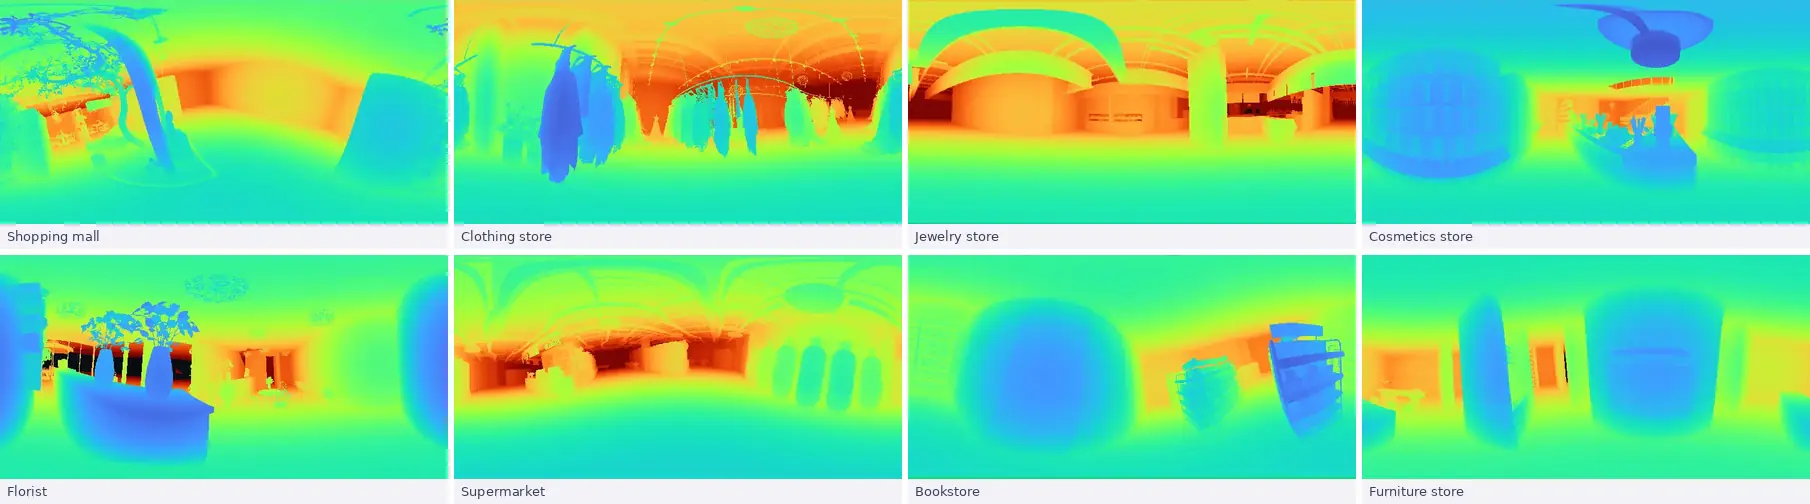 Shopping mall
Clothing store
Jewelry store
Cosmetics store
Florist
Supermarket
Bookstore
Furniture store